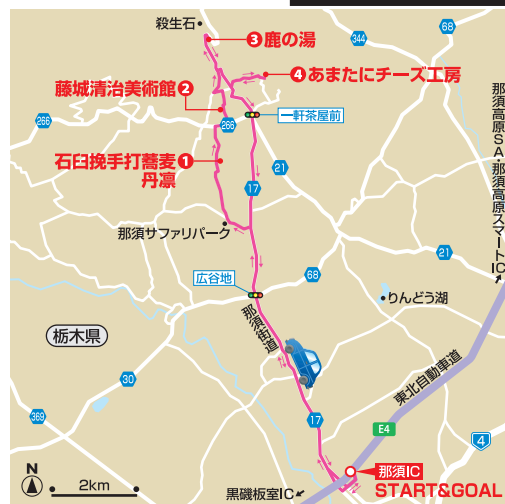 殺生石
344
68
❸鹿の湯
❹あまたにチーズ工房
藤城清治美術館❷
266
266
一軒茶屋前
石臼挽手打蕎麦❶
丹凛
21
17
那須サファリパーク
那須高原SA・那須高原スマートIC
21
広谷地
68
りんどう湖
那須街道
栃木県
東北自動車道
30
17
369
E4
4
N
2km
那須IC
黒磯板室IC
START&GOAL